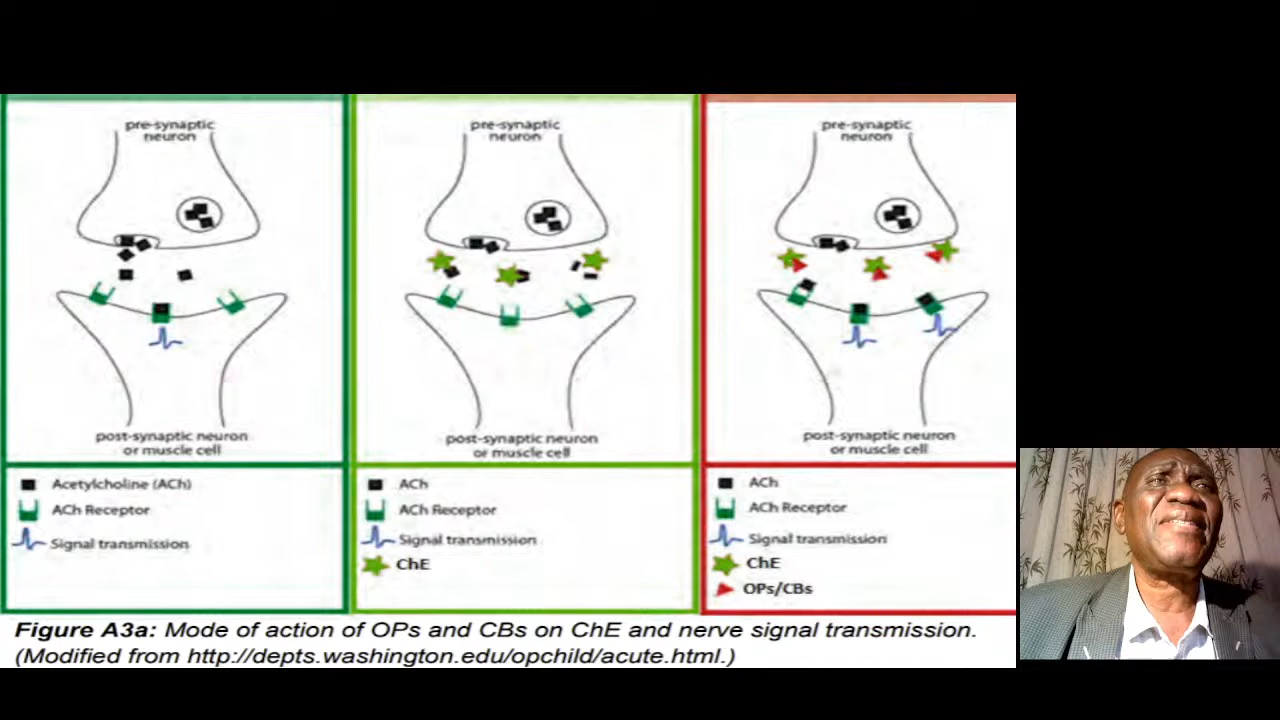 pre-synaptic
neuron
post-synaptic neuron
or muscle cell
Acetylcholine (ACh)
ACh Receptor
Signal transmission
pre-synaptic
neuron
post-synaptic neuron
or muscle cell
ACh
ACh Receptor
Signal transmission
ChE
pre-synaptic
neuron
post-synaptic neuron
or muscle cell
ACh
ACh Receptor
Signal transmission
ChE
OPs/CBs
Figure A3a: Mode of action of OPs and CBs on ChE and nerve signal transmission.
(Modified from http://depts.washington.edu/opchild/acute.html.)